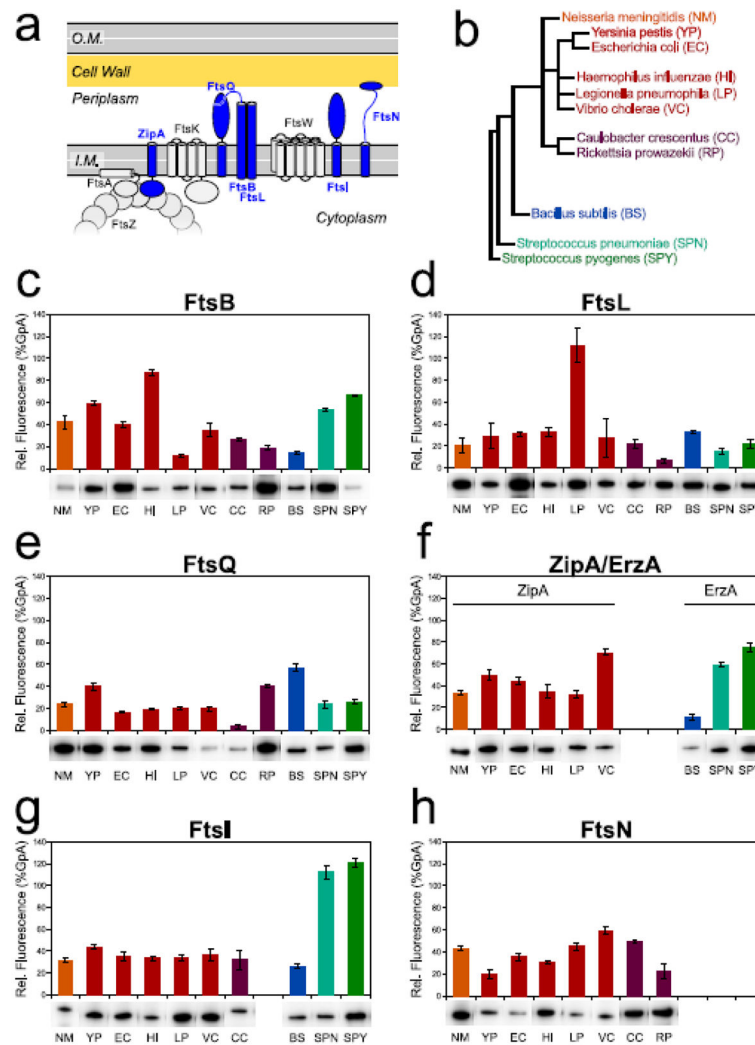 a
O.M.
Cell Wall
Periplasm
FtsQ
FtsN
ZipA
FtsK
FtsW
I.M.
FtsA
FtsB
FtsL
FtsI
FtsZ
Cytoplasm
b
Neisseria meningitidis (NM)
Yersinia pestis (YP)
Escherichia coli (EC)
Haemophilus influenzae (HI)
Legionella pneumophila (LP)
Vibrio cholerae (VC)
Caulobacter crescentus (CC)
Rickettsia prowazekii (RP)
Bacillus subtilis (BS)
Streptococcus pneumoniae (SPN)
Streptococcus pyogenes (SPY)
c
FtsB
Rel. Fluorescence (%GpA)
140
120
100
80
60
40
20
0
NM YP EC HI LP VC CC RP BS SPN SPY
d
FtsL
Rel. Fluorescence (%GpA)
140
120
100
80
60
40
20
0
NM YP EC HI LP VC CC RP BS SPN SPY
e
FtsQ
Rel. Fluorescence (%GpA)
140
120
100
80
60
40
20
0
NM YP EC HI LP VC CC RP BS SPN SPY
f
ZipA/ErzA
ZipA ErzA
Rel. Fluorescence (%GpA)
140
120
100
80
60
40
20
0
NM YP EC HI LP VC BS SPN SPY
g
FtsI
Rel. Fluorescence (%GpA)
140
120
100
80
60
40
20
0
NM YP EC HI LP VC CC BS SPN SPY
h
FtsN
Rel. Fluorescence (%GpA)
140
120
100
80
60
40
20
0
NM YP EC HI LP VC CC RP